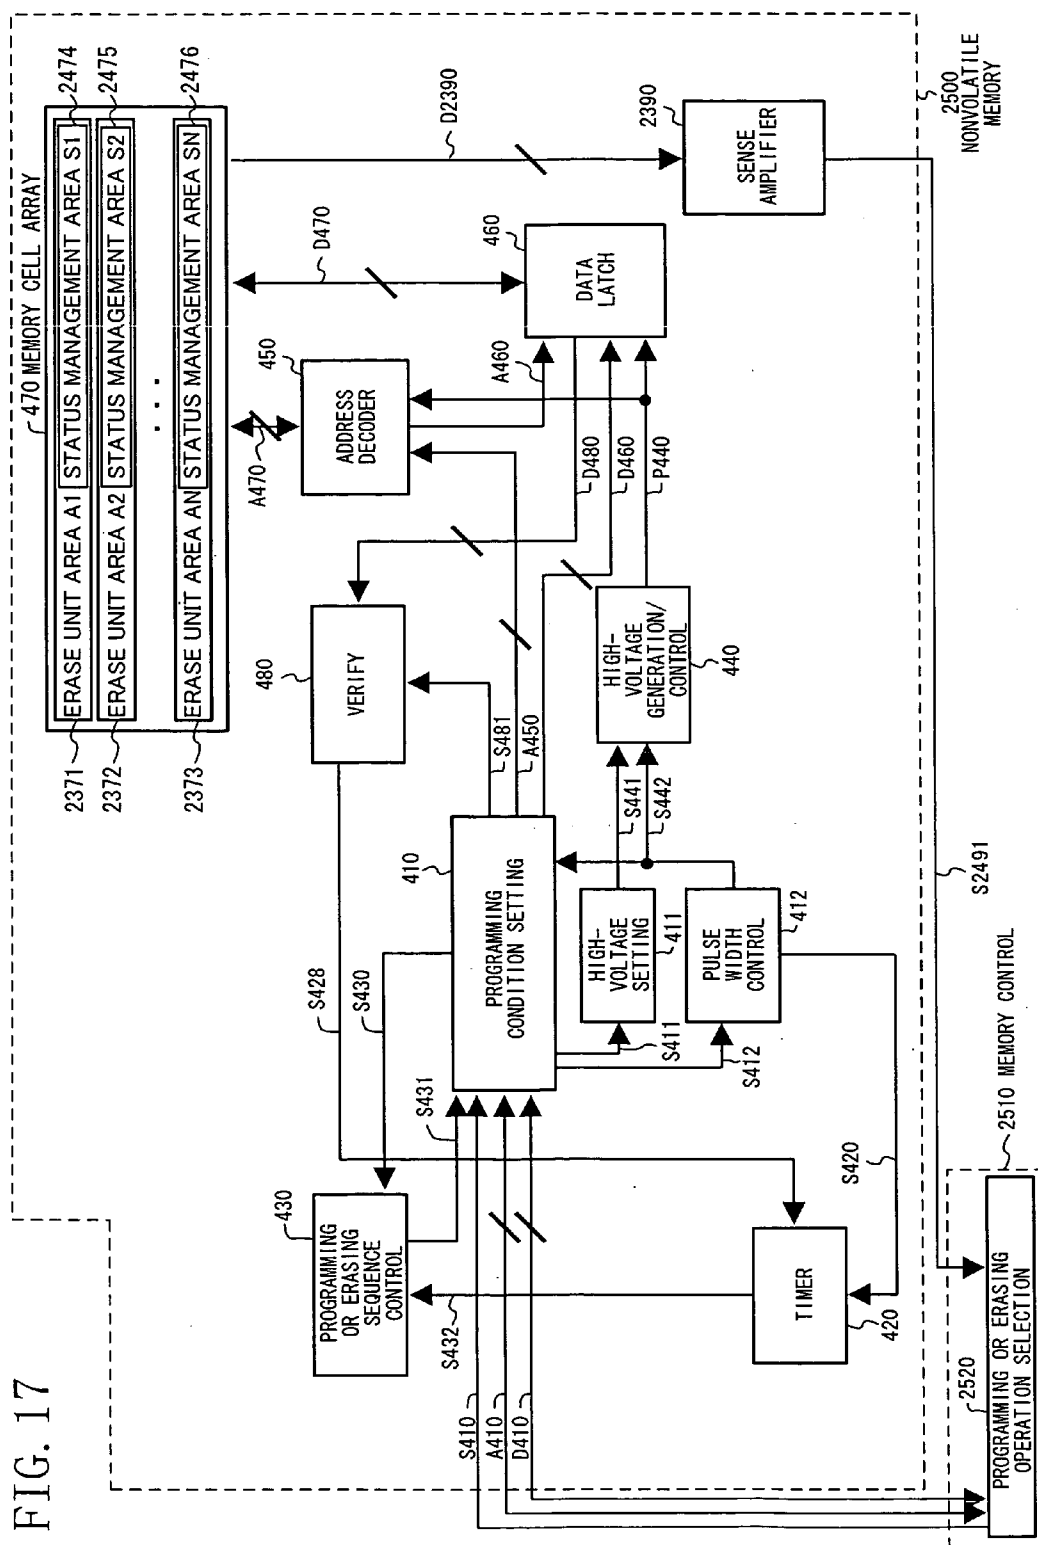 FIG. 17
470 MEMORY CELL ARRAY
2371
ERASE UNIT AREA A1
STATUS MANAGEMENT AREA S1
2474
2372
ERASE UNIT AREA A2
STATUS MANAGEMENT AREA S2
2475
...
2373
ERASE UNIT AREA AN
STATUS MANAGEMENT AREA SN
2476
A470
D470
D2390
450
ADDRESS
DECODER
460
DATA
LATCH
2390
SENSE
AMPLIFIER
2500
NONVOLATILE
MEMORY
480
VERIFY
A460
D480
D460
P440
S481
A450
HIGH-
VOLTAGE
GENERATION/
CONTROL
440
S441
S442
S428
S430
410
PROGRAMMING
CONDITION SETTING
HIGH-
VOLTAGE
SETTING
411
PULSE
WIDTH
CONTROL
412
S411
S412
S431
430
PROGRAMMING
OR ERASING
SEQUENCE
CONTROL
S432
TIMER
420
S420
S2491
S410
A410
D410
2510 MEMORY CONTROL
2520
PROGRAMMING OR ERASING
OPERATION SELECTION